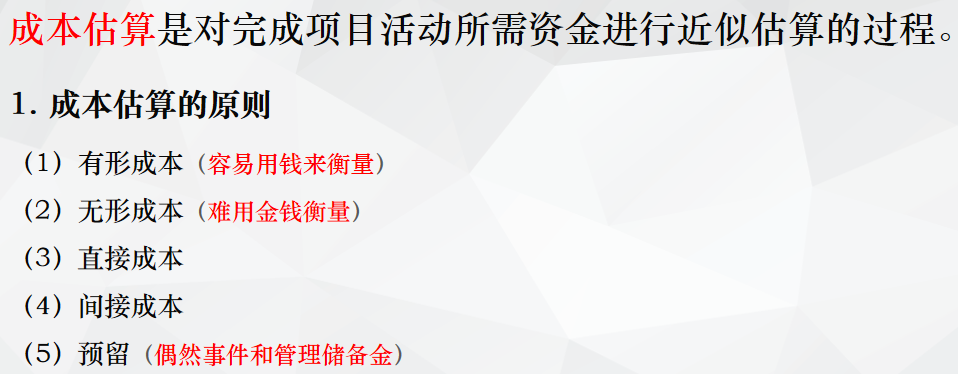 成本估算是对完成项目活动所需资金进行近似估算的过程。
1. 成本估算的原则
（1）有形成本（容易用钱来衡量）
（2）无形成本（难用金钱衡量）
（3）直接成本
（4）间接成本
（5）预留（偶然事件和管理储备金）